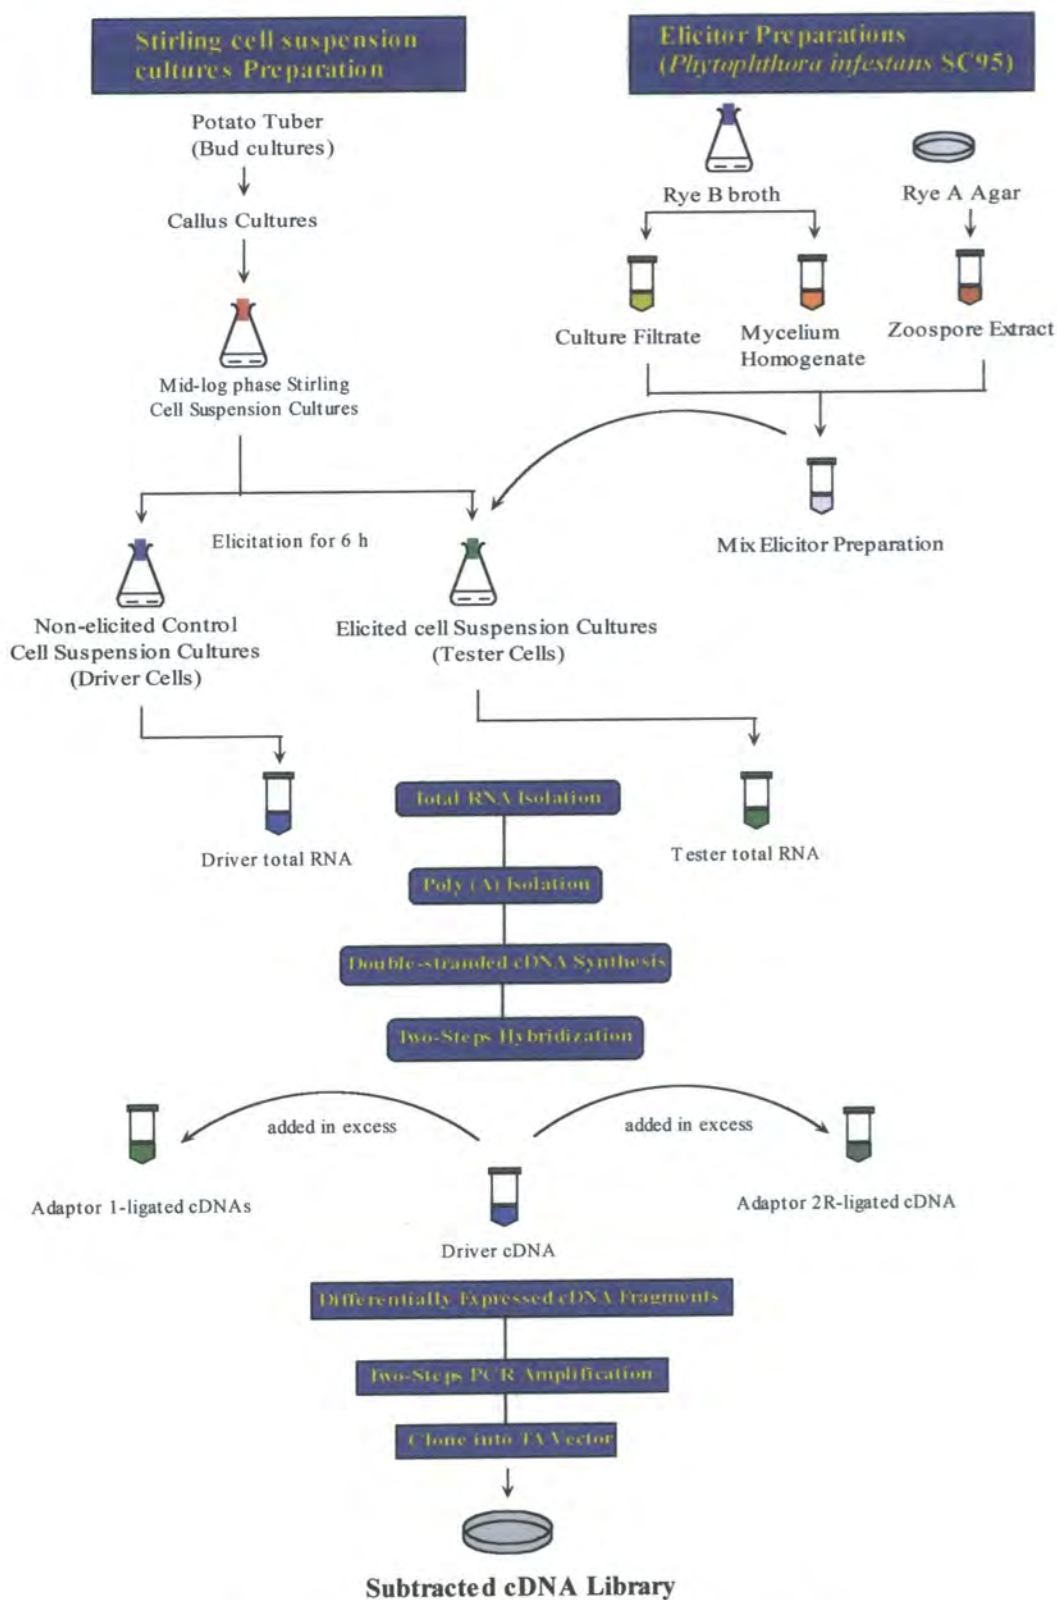 Stirling cell suspension
cultures Preparation
Elicitor Preparations
(Phytophthora infestans SC95)
Potato Tuber
(Bud cultures)
Callus Cultures
Mid-log phase Stirling
Cell Suspension Cultures
Rye B broth
Rye A Agar
Culture Filtrate
Mycelium
Homogenate
Zoospore Extract
Mix Elicitor Preparation
Elicitation for 6 h
Non-elicited Control
Cell Suspension Cultures
(Driver Cells)
Elicited cell Suspension Cultures
(Tester Cells)
Total RNA Isolation
Driver total RNA
Tester total RNA
Poly (A) Isolation
Double-stranded cDNA Synthesis
Two-Steps Hybridization
added in excess
added in excess
Adaptor 1-ligated cDNAs
Adaptor 2R-ligated cDNA
Driver cDNA
Differentially Expressed cDNA Fragments
Two-Steps PCR Amplification
Clone into TA Vector
Subtracted cDNA Library